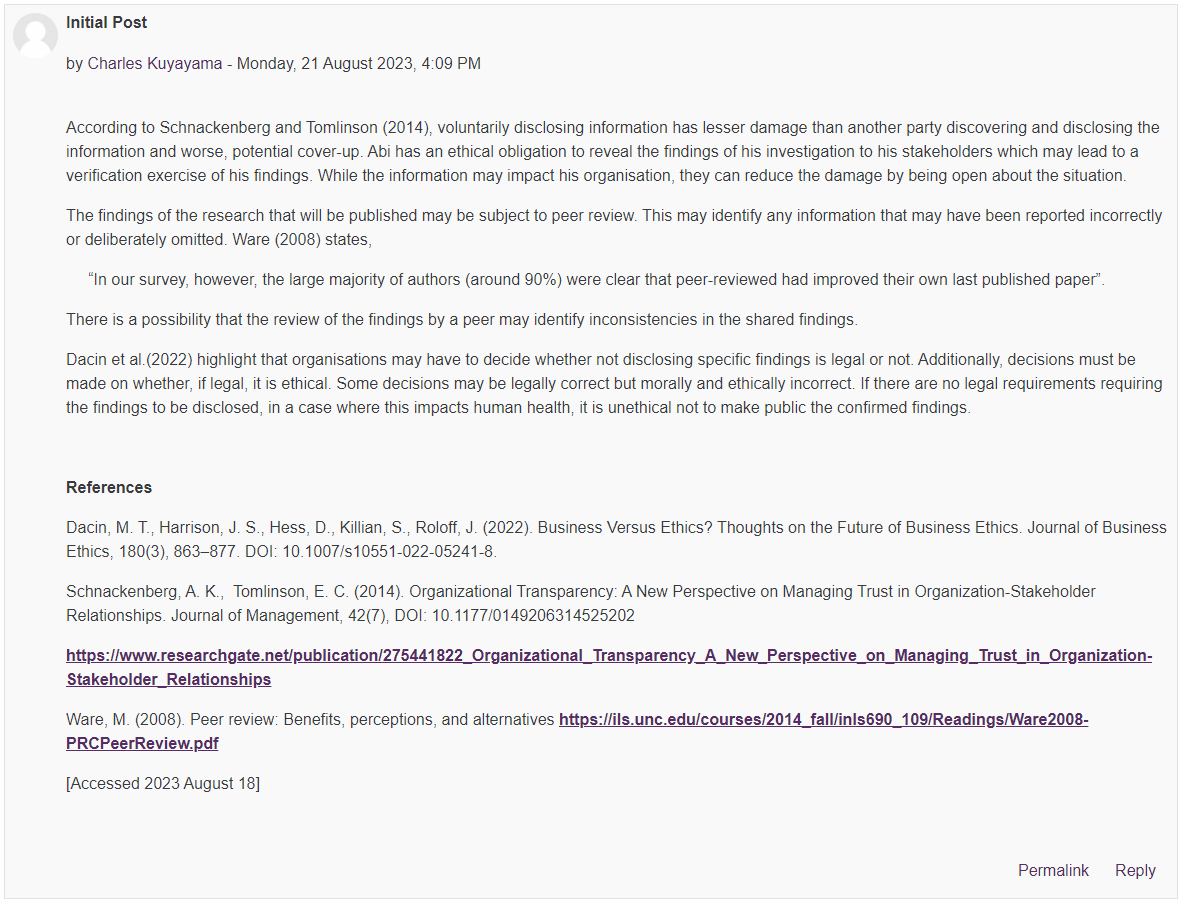 Initial Post
by Charles Kuyayama - Monday, 21 August 2023, 4:09 PM
According to Schnackenberg and Tomlinson (2014), voluntarily disclosing information has lesser damage than another party discovering and disclosing the
information and worse, potential cover-up. Abi has an ethical obligation to reveal the findings of his investigation to his stakeholders which may lead to a
verification exercise of his findings. While the information may impact his organisation, they can reduce the damage by being open about the situation.
The findings of the research that will be published may be subject to peer review. This may identify any information that may have been reported incorrectly
or deliberately omitted. Ware (2008) states,
“In our survey, however, the large majority of authors (around 90%) were clear that peer-reviewed had improved their own last published paper”.
There is a possibility that the review of the findings by a peer may identify inconsistencies in the shared findings.
Dacin et al.(2022) highlight that organisations may have to decide whether not disclosing specific findings is legal or not. Additionally, decisions must be
made on whether, if legal, it is ethical. Some decisions may be legally correct but morally and ethically incorrect. If there are no legal requirements requiring
the findings to be disclosed, in a case where this impacts human health, it is unethical not to make public the confirmed findings.
References
Dacin, M. T., Harrison, J. S., Hess, D., Killian, S., Roloff, J. (2022). Business Versus Ethics? Thoughts on the Future of Business Ethics. Journal of Business
Ethics, 180(3), 863–877. DOI: 10.1007/s10551-022-05241-8.
Schnackenberg, A. K.,  Tomlinson, E. C. (2014). Organizational Transparency: A New Perspective on Managing Trust in Organization-Stakeholder
Relationships. Journal of Management, 42(7), DOI: 10.1177/0149206314525202
https://www.researchgate.net/publication/275441822_Organizational_Transparency_A_New_Perspective_on_Managing_Trust_in_Organization-
Stakeholder_Relationships
Ware, M. (2008). Peer review: Benefits, perceptions, and alternatives https://ils.unc.edu/courses/2014_fall/inls690_109/Readings/Ware2008-
PRCPeerReview.pdf
[Accessed 2023 August 18]
Permalink Reply